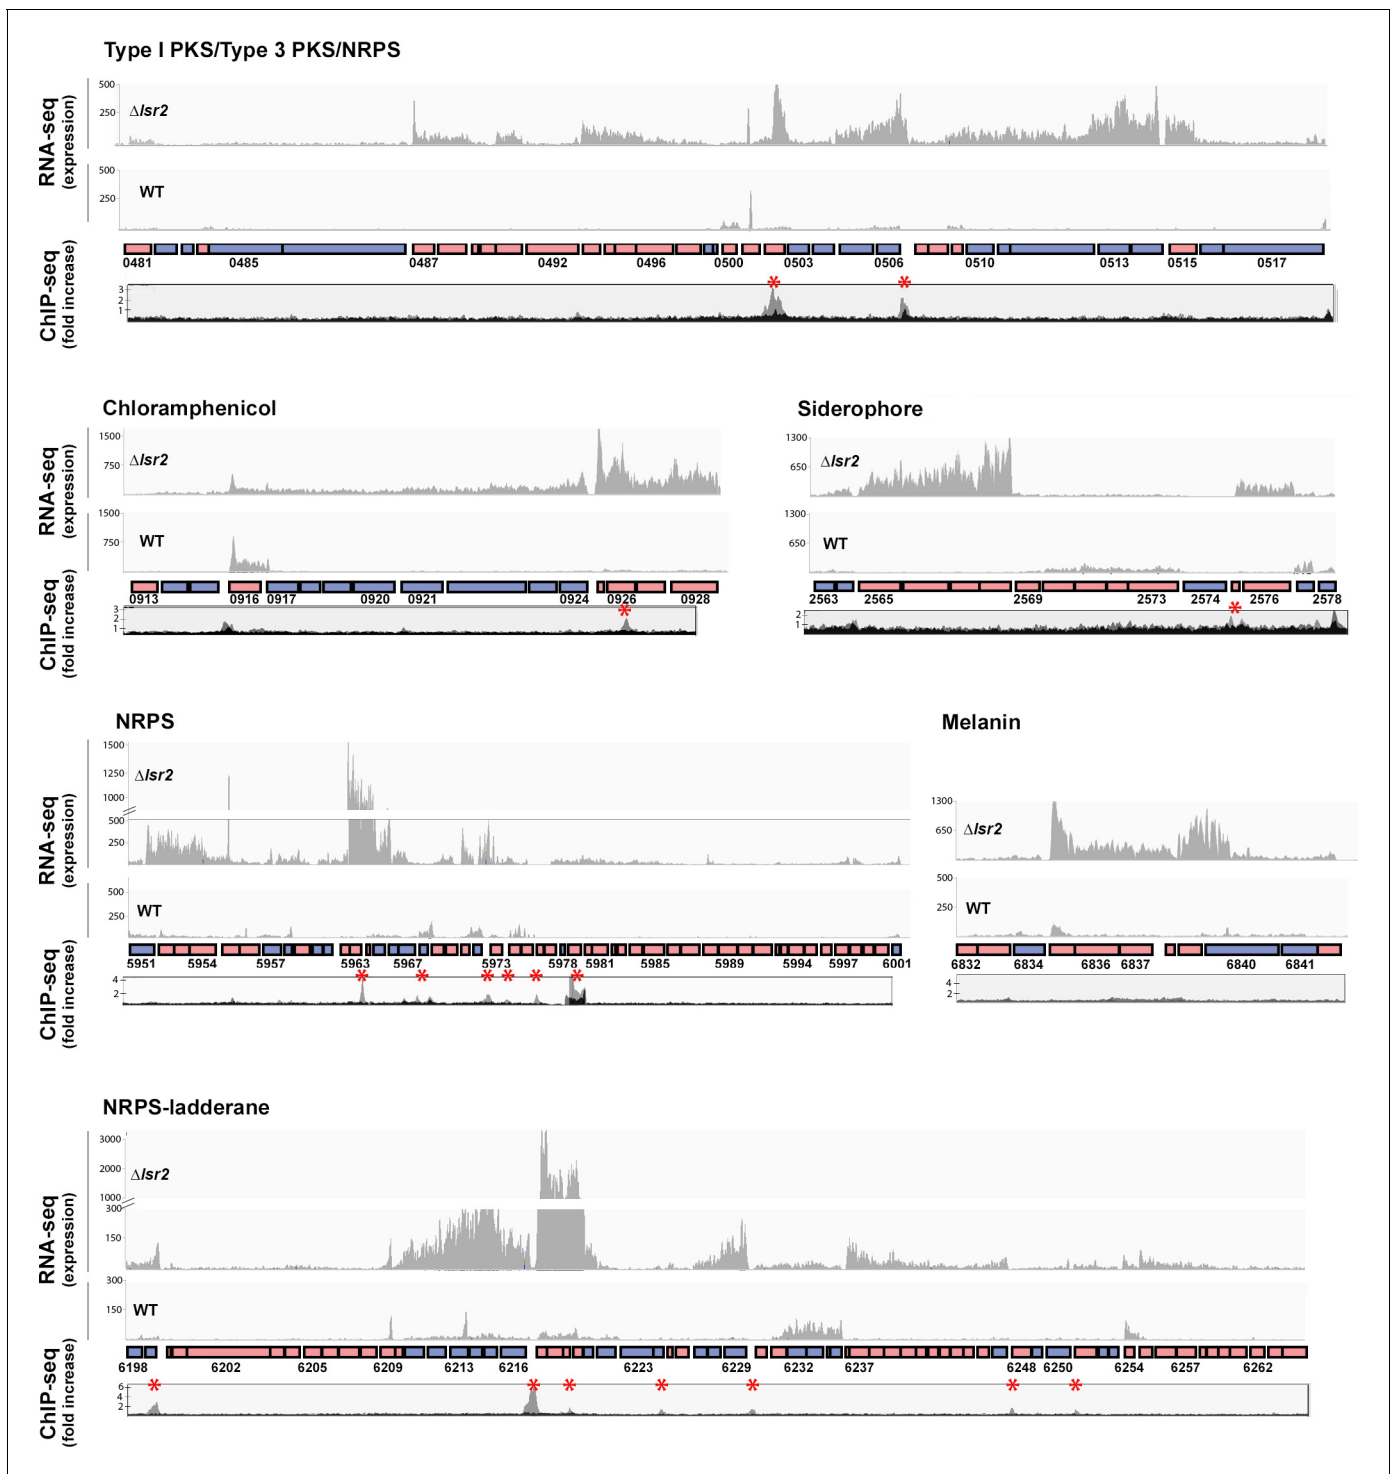 Type I PKS/Type 3 PKS/NRPS
RNA-seq
(expression)
500
250
Δlsr2
500
250
WT
0481 0485 0487 0492 0496 0500 0503 0506 0510 0513 0515 0517
ChIP-seq
(fold increase)
* *
3
2
1
Chloramphenicol
RNA-seq
(expression)
1500
750
Δlsr2
1500
750
WT
0913 0916 0917 0920 0921 0924 0926 0928
ChIP-seq
(fold increase)
*
3
2
1
Siderophore
1300
650
Δlsr2
1300
650
WT
2563 2565 2569 2573 2574 2576 2578
*
2
1
NRPS
RNA-seq
(expression)
1500
1250
1000
500
250
Δlsr2
500
250
WT
5951 5954 5957 5963 5967 5973 5978 5981 5985 5989 5994 5997 6001
ChIP-seq
(fold increase)
* * * * * *
4
2
Melanin
1300
650
Δlsr2
500
250
WT
6832 6834 6836 6837 6840 6841
4
2
NRPS-ladderane
RNA-seq
(expression)
3000
2000
1000
300
150
Δlsr2
300
150
WT
6198 6202 6205 6209 6213 6216 6223 6229 6232 6237 6248 6250 6254 6257 6262
ChIP-seq
(fold increase)
* * * * * * *
6
4
2